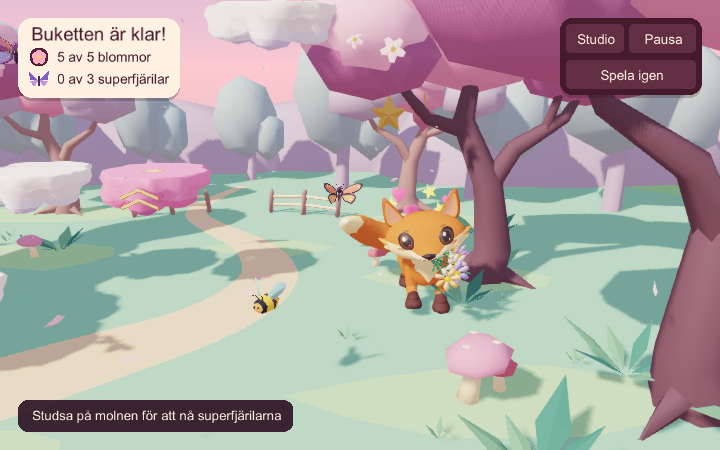 Buketten är klar!
5 av 5 blommor
0 av 3 superfjärilar
Studio
Pausa
Spela igen
Studsa på molnen för att nå superfjärilarna